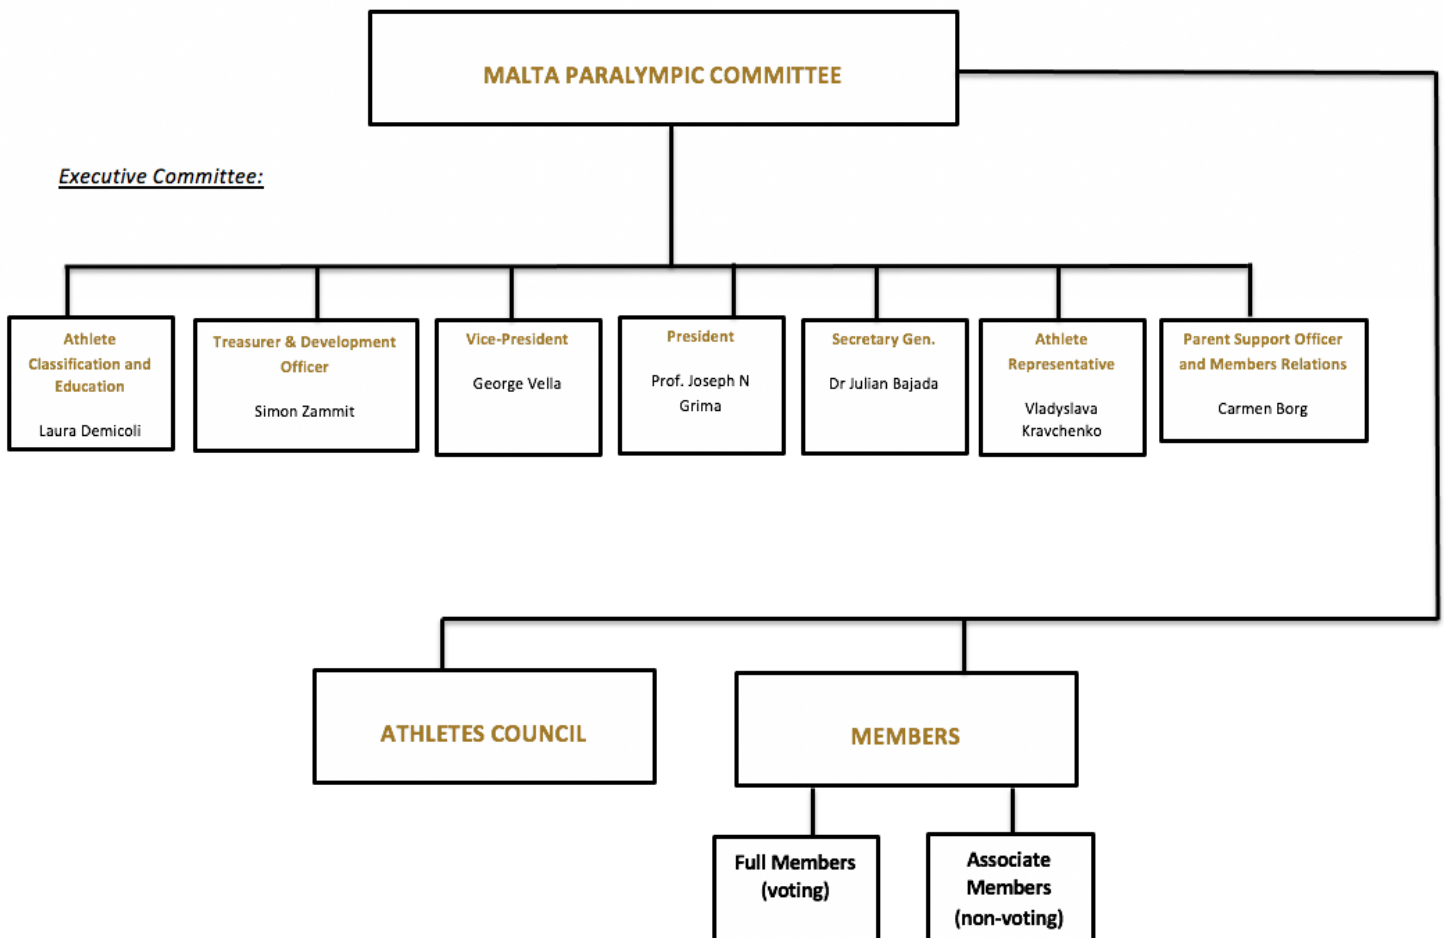 MALTA PARALYMPIC COMMITTEE
Executive Committee:
Athlete
Classification and
Education
Laura Demicoli
Treasurer & Development
Officer
Simon Zammit
Vice-President
George Vella
President
Prof. Joseph N
Grima
Secretary Gen.
Dr Julian Bajada
Athlete
Representative
Vladyslava
Kravchenko
Parent Support Officer
and Members Relations
Carmen Borg
ATHLETES COUNCIL
MEMBERS
Full Members
(voting)
Associate
Members
(non-voting)